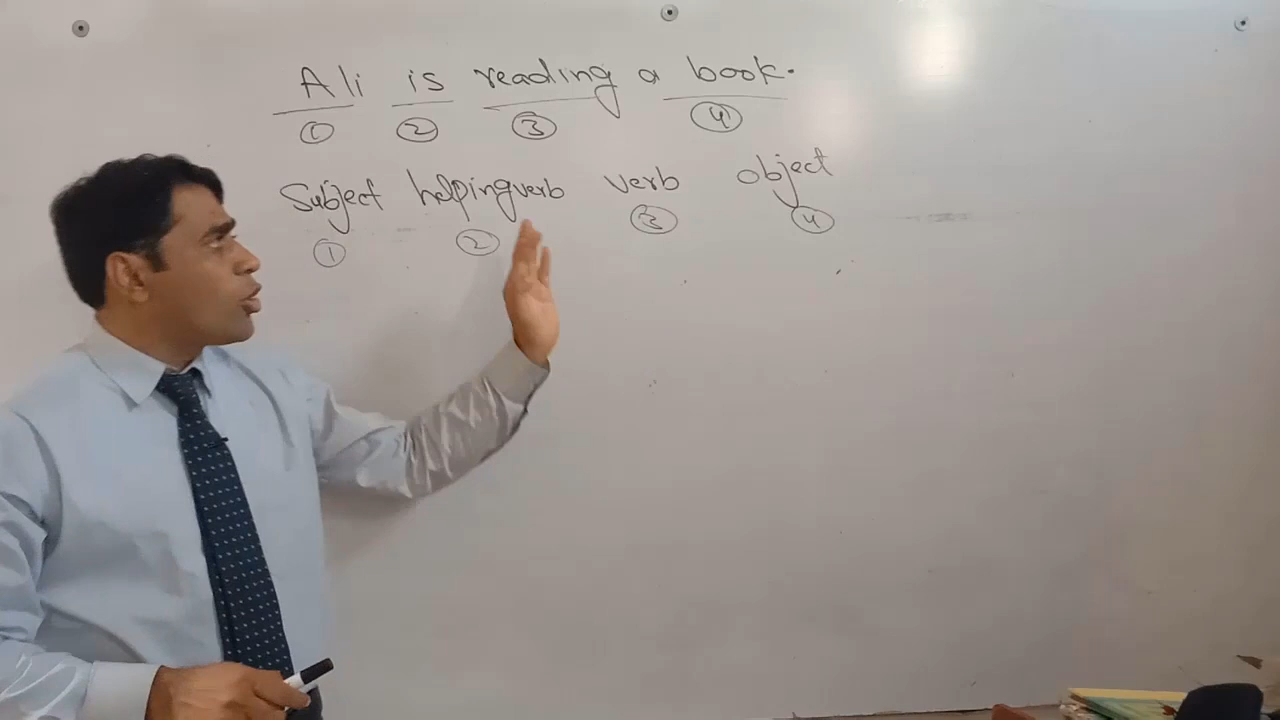 Ali is reading a book.
① ② ③ ④
Subject helping verb verb object
① ② ③ ④